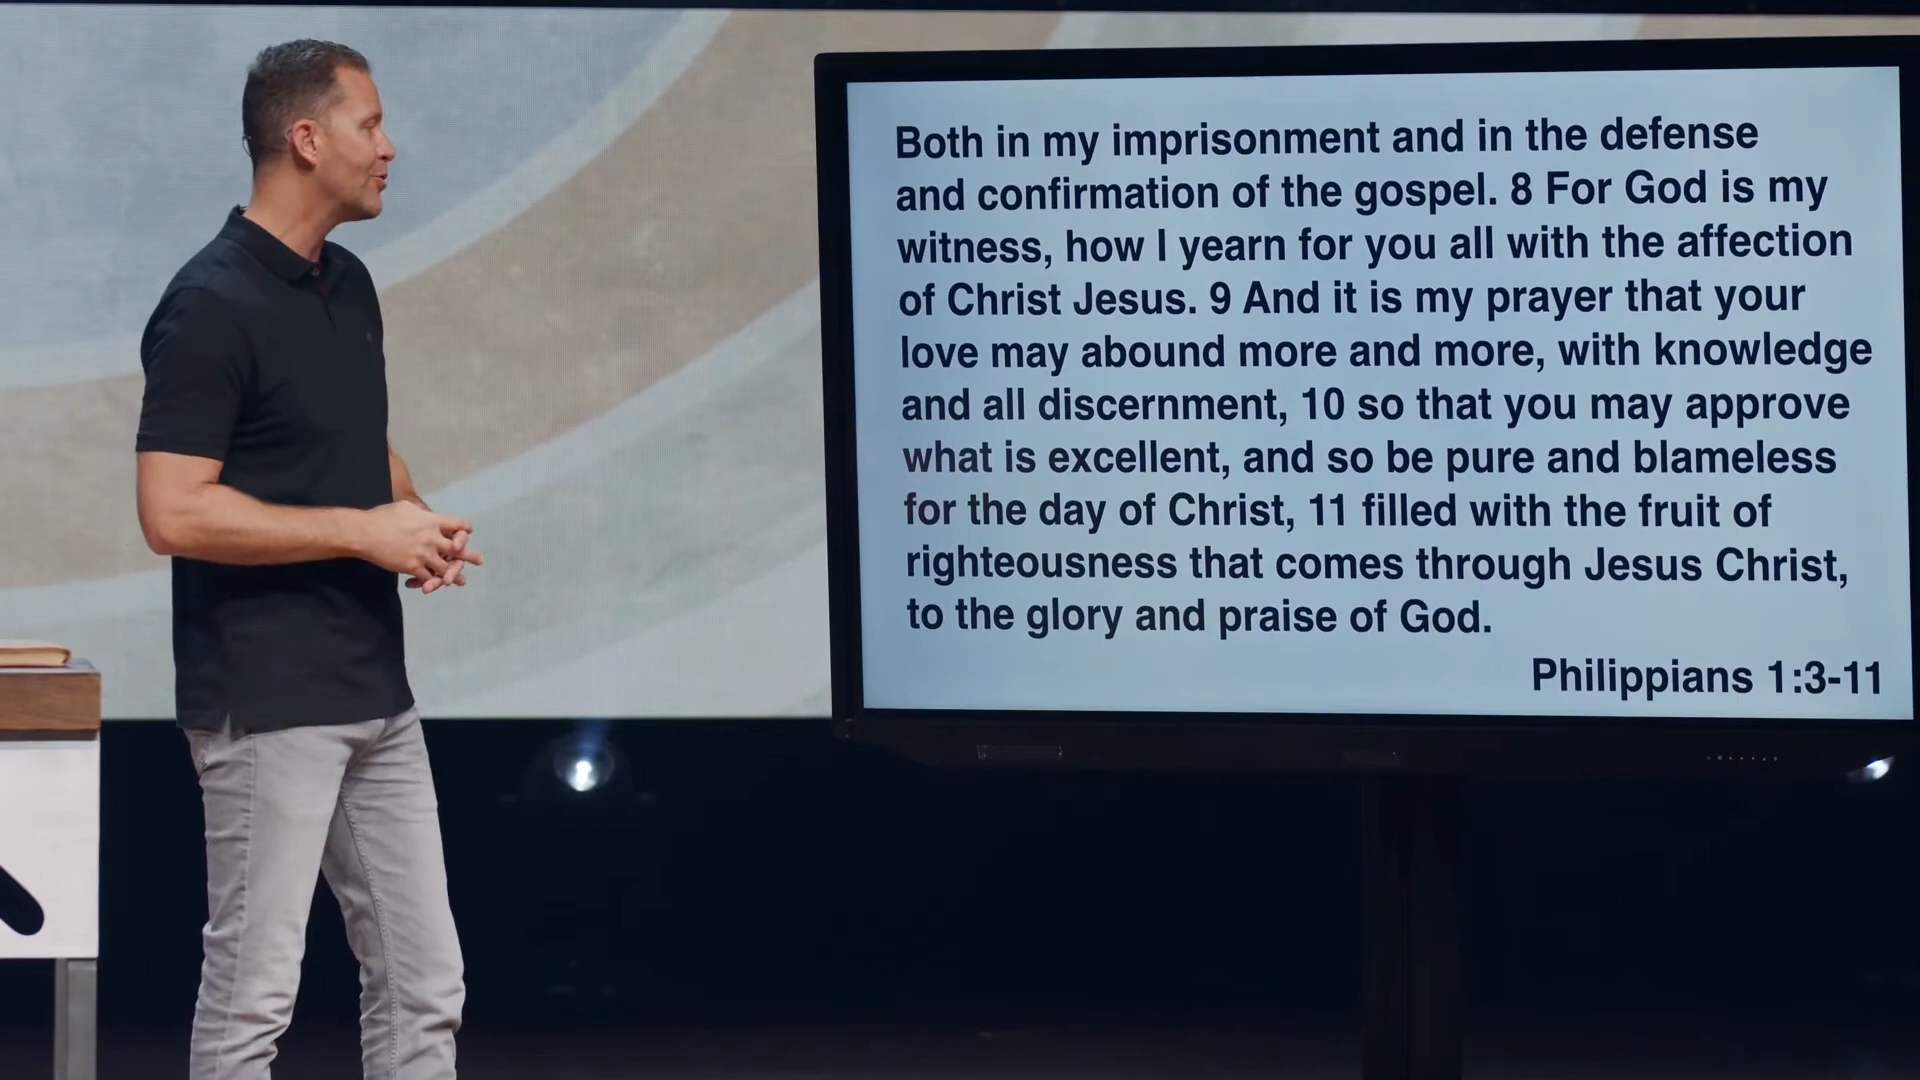 Both in my imprisonment and in the defense
and confirmation of the gospel. 8 For God is my
witness, how I yearn for you all with the affection
of Christ Jesus. 9 And it is my prayer that your
love may abound more and more, with knowledge
and all discernment, 10 so that you may approve
what is excellent, and so be pure and blameless
for the day of Christ, 11 filled with the fruit of
righteousness that comes through Jesus Christ,
to the glory and praise of God.
Philippians 1:3-11